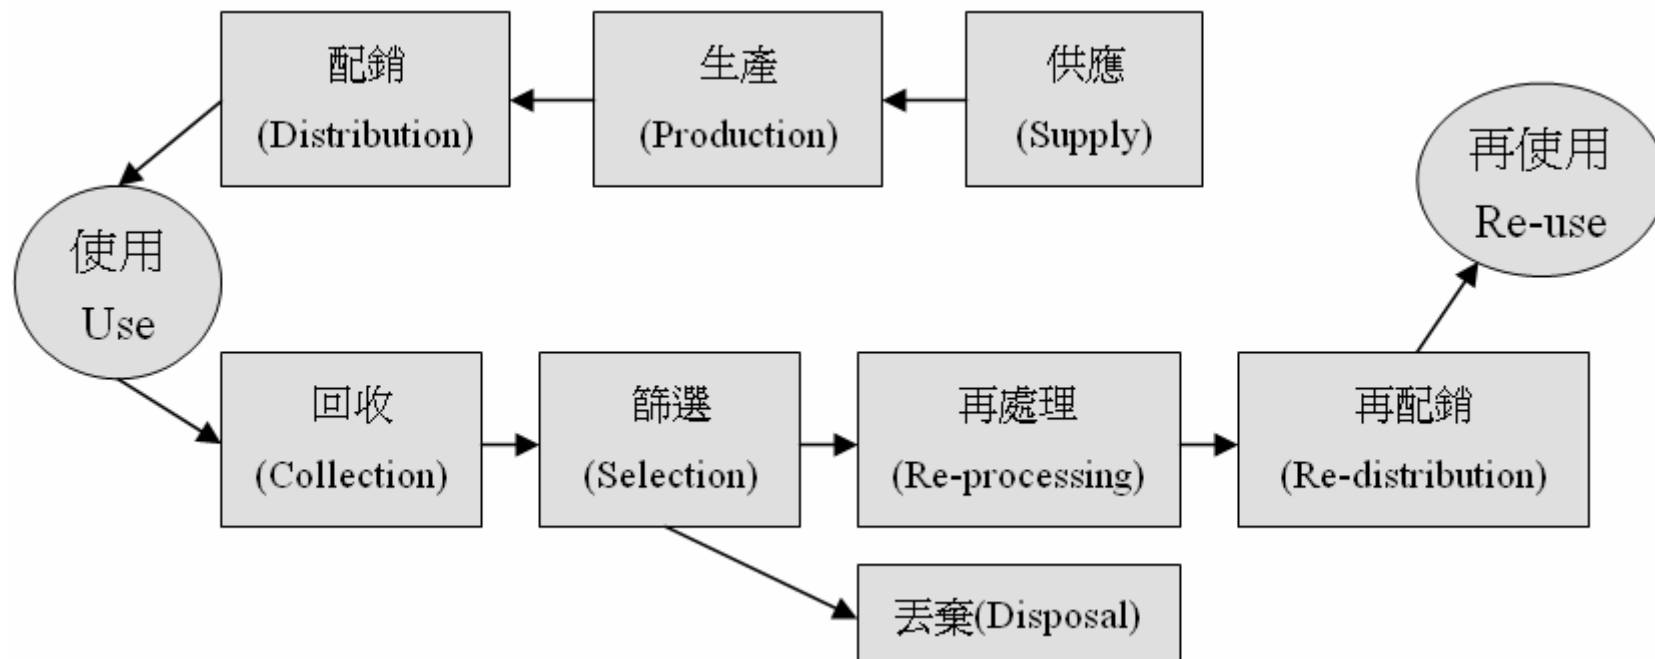 配銷
(Distribution)
生產
(Production)
供應
(Supply)
再使用
Re-use
使用
Use
回收
(Collection)
篩選
(Selection)
再處理
(Re-processing)
再配銷
(Re-distribution)
丟棄(Disposal)